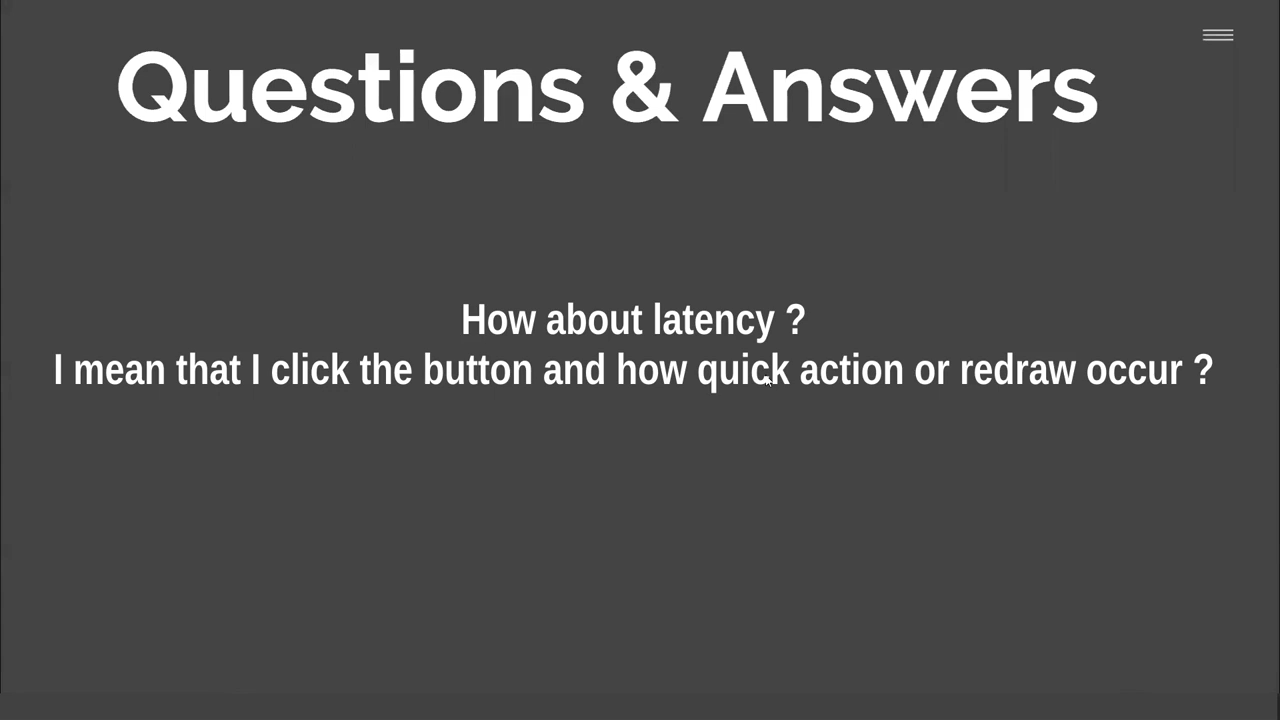 Questions & Answers
How about latency ?
I mean that I click the button and how quick action or redraw occur ?